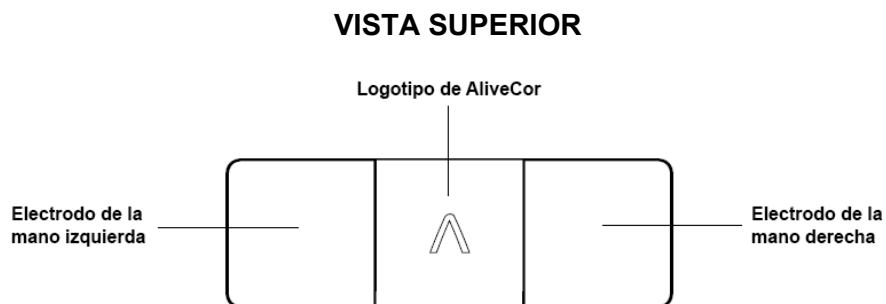 VISTA SUPERIOR
Logotipo de AliveCor
Electrodo de la
mano izquierda
Electrodo de la
mano derecha